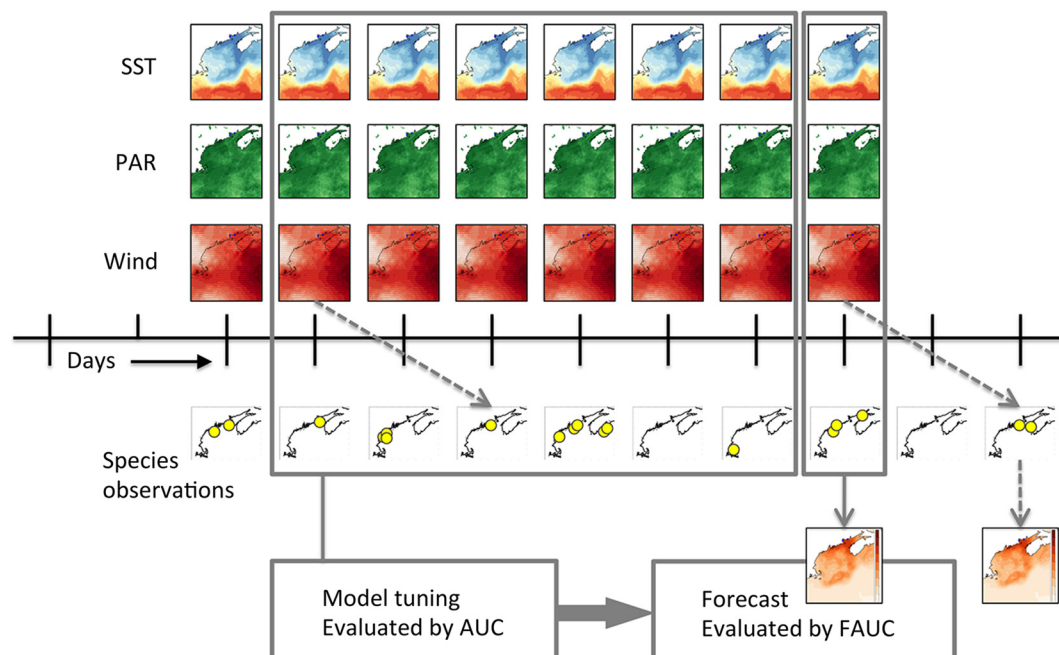 SST
PAR
Wind
Days
Species
observations
Model tuning
Evaluated by AUC
Forecast
Evaluated by FAUC